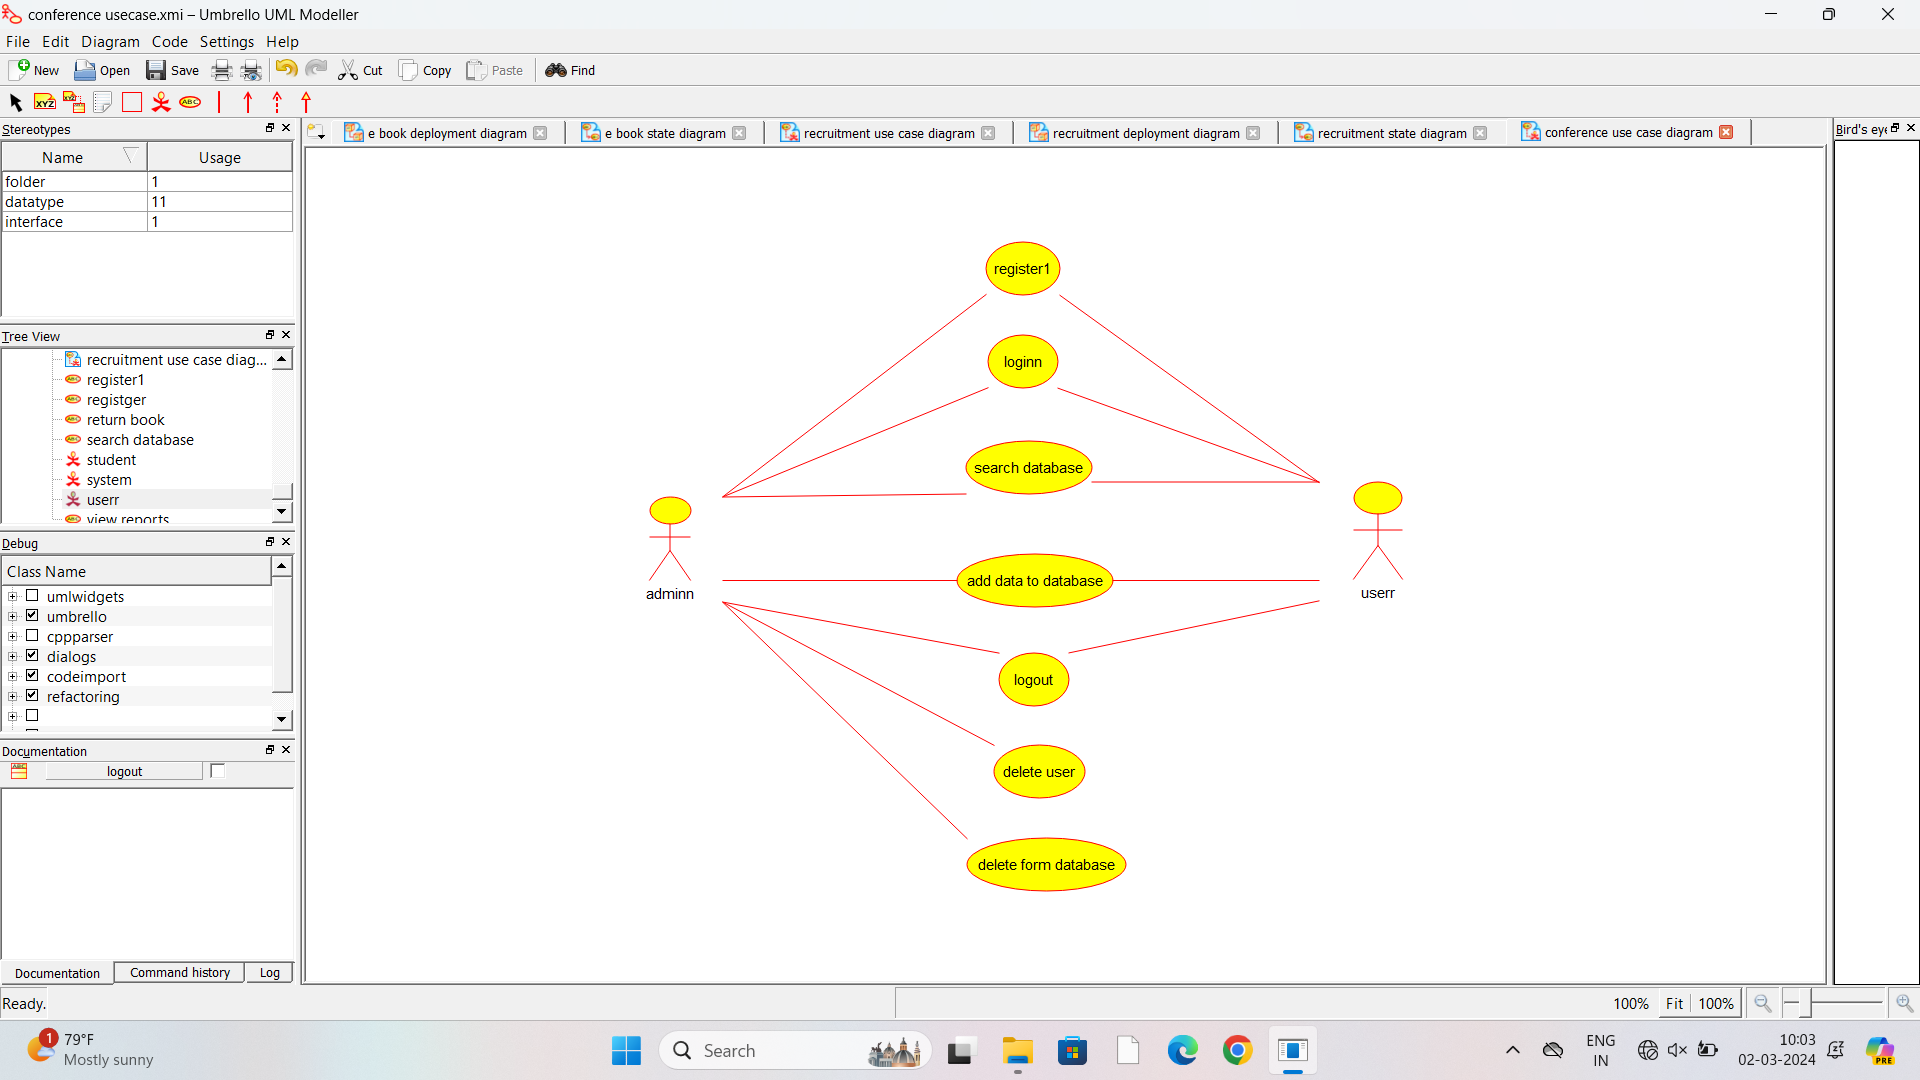 conference usecase.xmi – Umbrello UML Modeller
File Edit Diagram Code Settings Help
New Open Save Cut Copy Paste Find
XYZ XYZ ABC
Stereotypes
Name Usage
folder 1
datatype 11
interface 1
Tree View
recruitment use case diag...
register1
registger
return book
search database
student
system
userr
view reports
Debug
Class Name
umlwidgets
umbrello
cppparser
dialogs
codeimport
refactoring
Documentation
logout
Documentation Command history Log
e book deployment diagram
e book state diagram
recruitment use case diagram
recruitment deployment diagram
recruitment state diagram
conference use case diagram
Bird's eye
register1
loginn
search database
add data to database
adminn
userr
logout
delete user
delete form database
Ready.
100% Fit 100%
1
79°F
Mostly sunny
Search
ENG
IN
10:03
02-03-2024
PRE